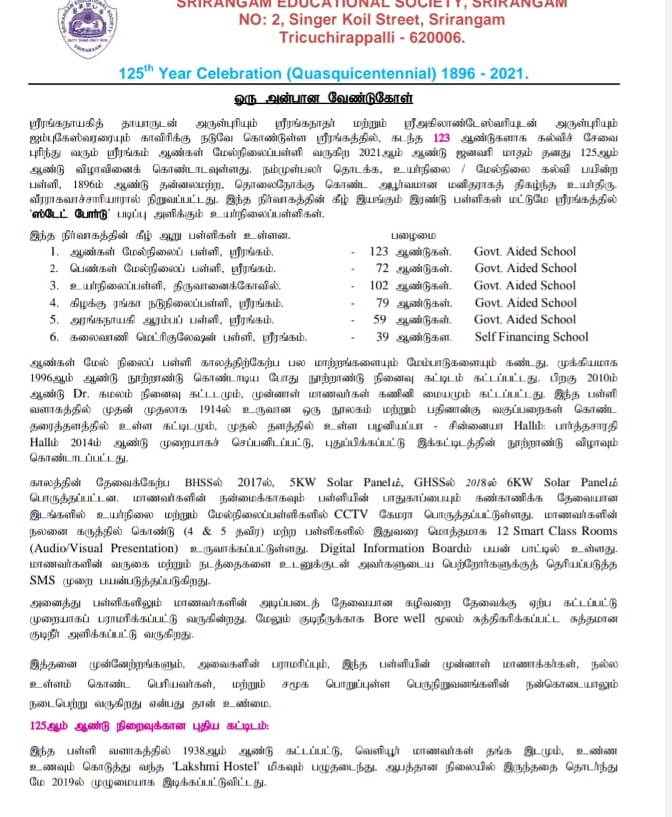 SRIRANGAM EDUCATIONAL SOCIETY, SRIRANGAM
NO: 2, Singer Koil Street, Srirangam
Tiruchirappalli - 620006.
125th Year Celebration (Quasquicentennial) 1896 - 2021.
ஒரு அன்பான வேண்டுகோள்
ஸ்ரீரங்கநாயகித் தாயாருடன் அருள்புரியும் ஸ்ரீரங்கநாதர் மற்றும் ஸ்ரீஅகிலாண்டேஸ்வரியுடன் அருள்புரியும்
ஜம்புகேஸ்வரரையும் காவிரிக்கு நடுவே கொண்டுள்ள ஸ்ரீரங்கத்தில், கடந்த 123 ஆண்டுகளாக கல்விச் சேவை
புரிந்து வரும் ஸ்ரீரங்கம் ஆண்கள் மேல்நிலைப்பள்ளி வருகிற 2021ஆம் ஆண்டு ஜனவரி மாதம் தனது 125ஆம்
ஆண்டு விழாவினைக் கொண்டாடவுள்ளது. நம்முள்பலர் தொடக்க, உயர்நிலை / மேல்நிலை கல்வி பயின்ற
பள்ளி, 1896ம் ஆண்டு தன்னலமற்ற, தொலைநோக்கு கொண்ட அபூர்வமான மனிதராகத் திகழ்ந்த உயர்திரு.
வீரராகவாச்சாரியாரால் நிறுவப்பட்டது. இந்த நிர்வாகத்தின் கீழ் இயங்கும் இரண்டு பள்ளிகள் மட்டுமே ஸ்ரீரங்கத்தில்
'ஸ்டேட் போர்டு' படிப்பு அளிக்கும் உயர்நிலைப்பள்ளிகள்.
இந்த நிர்வாகத்தின் கீழ் ஆறு பள்ளிகள் உள்ளன. பழைமை
1. ஆண்கள் மேல்நிலைப் பள்ளி, ஸ்ரீரங்கம். - 123 ஆண்டுகள். Govt. Aided School
2. பெண்கள் மேல்நிலைப் பள்ளி, ஸ்ரீரங்கம். - 72 ஆண்டுகள். Govt. Aided School
3. உயர்நிலைப்பள்ளி, திருவானைக்கோவில். - 102 ஆண்டுகள். Govt. Aided School
4. கிழக்கு ரங்கா நடுநிலைப்பள்ளி, ஸ்ரீரங்கம். - 79 ஆண்டுகள். Govt. Aided School
5. அரங்கநாயகி ஆரம்பப் பள்ளி, ஸ்ரீரங்கம். - 59 ஆண்டுகள். Govt. Aided School
6. கலைவாணி மெட்ரிகுலேஷன் பள்ளி, ஸ்ரீரங்கம். - 39 ஆண்டுகள. Self Financing School
ஆண்கள் மேல் நிலைப் பள்ளி காலத்திற்கேற்ப பல மாற்றங்களையும் மேம்பாடுகளையும் கண்டது. முக்கியமாக
1996ஆம் ஆண்டு நூற்றாண்டு கொண்டாடிய போது நூற்றாண்டு நினைவு கட்டிடம் கட்டப்பட்டது. பிறகு 2010ம்
ஆண்டு Dr. கமலம் நினைவு கட்டடமும், முன்னாள் மாணவர்கள் கணினி மையமும் கட்டப்பட்டது. இந்த பள்ளி
வளாகத்தில் முதன் முதலாக 1914ல் உருவான ஒரு நூலகம் மற்றும் பதினான்கு வகுப்பறைகள் கொண்ட
தரைத்தளத்தில் உள்ள கட்டிடமும், முதல் தளத்தில் உள்ள பழனியப்பா - சின்னையா Hallம்: பார்த்தசாரதி
Hallம் 2014ம் ஆண்டு முறையாகச் செப்பனிடப்பட்டு, புதுப்பிக்கப்பட்டு இக்கட்டிடத்தின் நூற்றாண்டு விழாவும்
கொண்டாடப்பட்டது.
காலத்தின் தேவைக்கேற்ப BHSSல் 2017ல், 5KW Solar Panelம், GHSSல் 2018ல் 6KW Solar Panelம்
பொருத்தப்பட்டன. மாணவர்களின் நன்மைக்காகவும் பள்ளியின் பாதுகாப்பையும் கண்காணிக்க தேவையான
இடங்களில் உயர்நிலை மற்றும் மேல்நிலைப்பள்ளிகளில் CCTV கேமரா பொருத்தப்பட்டுள்ளது. மாணவர்களின்
நலனை கருத்தில் கொண்டு (4 & 5 தவிர) மற்ற பள்ளிகளில் இதுவரை மொத்தமாக 12 Smart Class Rooms
(Audio/Visual Presentation) உருவாக்கப்பட்டுள்ளது. Digital Information Boardம் பயன் பாட்டில் உள்ளது.
மாணவர்களின் வருகை மற்றும் நடத்தைகளை உடனுக்குடன் அவர்களுடைய பெற்றோர்களுக்குத் தெரியப்படுத்த
SMS முறை பயன்படுத்தப்படுகிறது.
அனைத்து பள்ளிகளிலும் மாணவர்களின் அடிப்படைத் தேவையான கழிவறை தேவைக்கு ஏற்ப கட்டப்பட்டு
முறையாகப் பராமரிக்கப்பட்டு வருகின்றது. மேலும் குடிநீருக்காக Bore well மூலம் சுத்திகரிக்கப்பட்ட சுத்தமான
குடிநீர் அளிக்கப்பட்டு வருகிறது.
இத்தனை முன்னேற்றங்களும், அவைகளின் பராமரிப்பும், இந்த பள்ளியின் முன்னாள் மாணாக்கர்கள், நல்ல
உள்ளம் கொண்ட பெரியவர்கள், மற்றும் சமூக பொறுப்புள்ள பெருநிறுவனங்களின் நன்கொடையாலும்
நடைபெற்று வருகிறது என்பது தான் உண்மை.
125ஆம் ஆண்டு நிறைவுக்கான புதிய கட்டிடம்:
இந்த பள்ளி வளாகத்தில் 1938ஆம் ஆண்டு கட்டப்பட்டு, வெளியூர் மாணவர்கள் தங்க இடமும், உண்ண
உணவும் கொடுத்து வந்த 'Lakshmi Hostel' மிகவும் பழுதடைந்து, ஆபத்தான நிலையில் இருந்ததை தொடர்ந்து
மே 2019ல் முழுமையாக இடிக்கப்பட்டுவிட்டது.